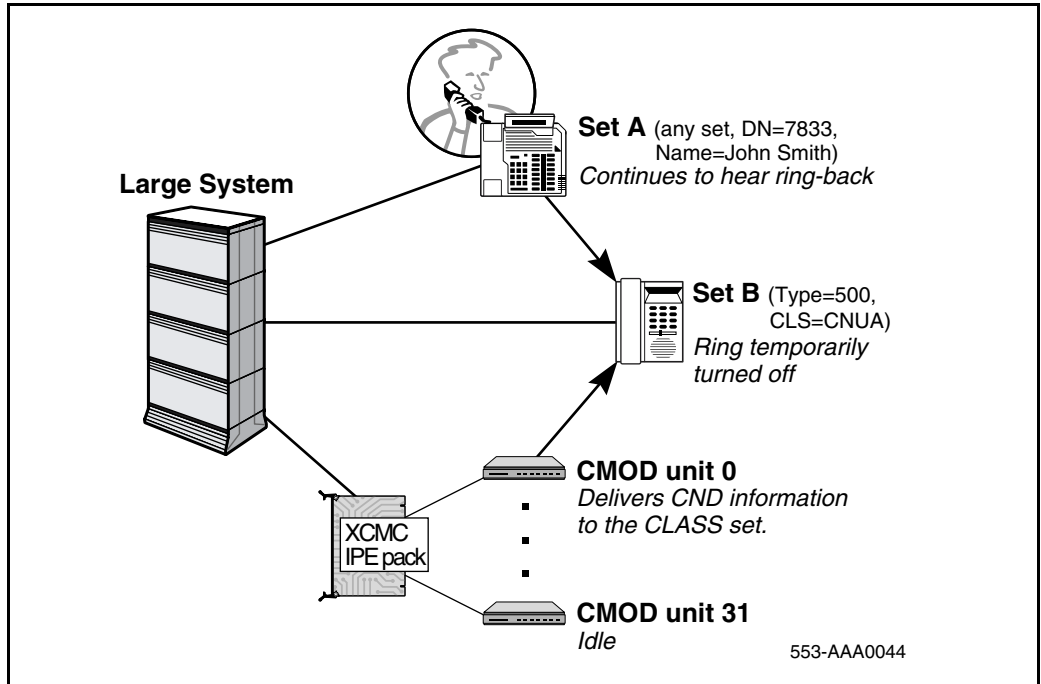 Set A (any set, DN=7833,
Name=John Smith)
Continues to hear ring-back
Large System
Set B (Type=500,
CLS=CNUA)
Ring temporarily
turned off
CMOD unit 0
Delivers CND information
to the CLASS set.
XCMC
IPE pack
CMOD unit 31
Idle
553-AAA0044